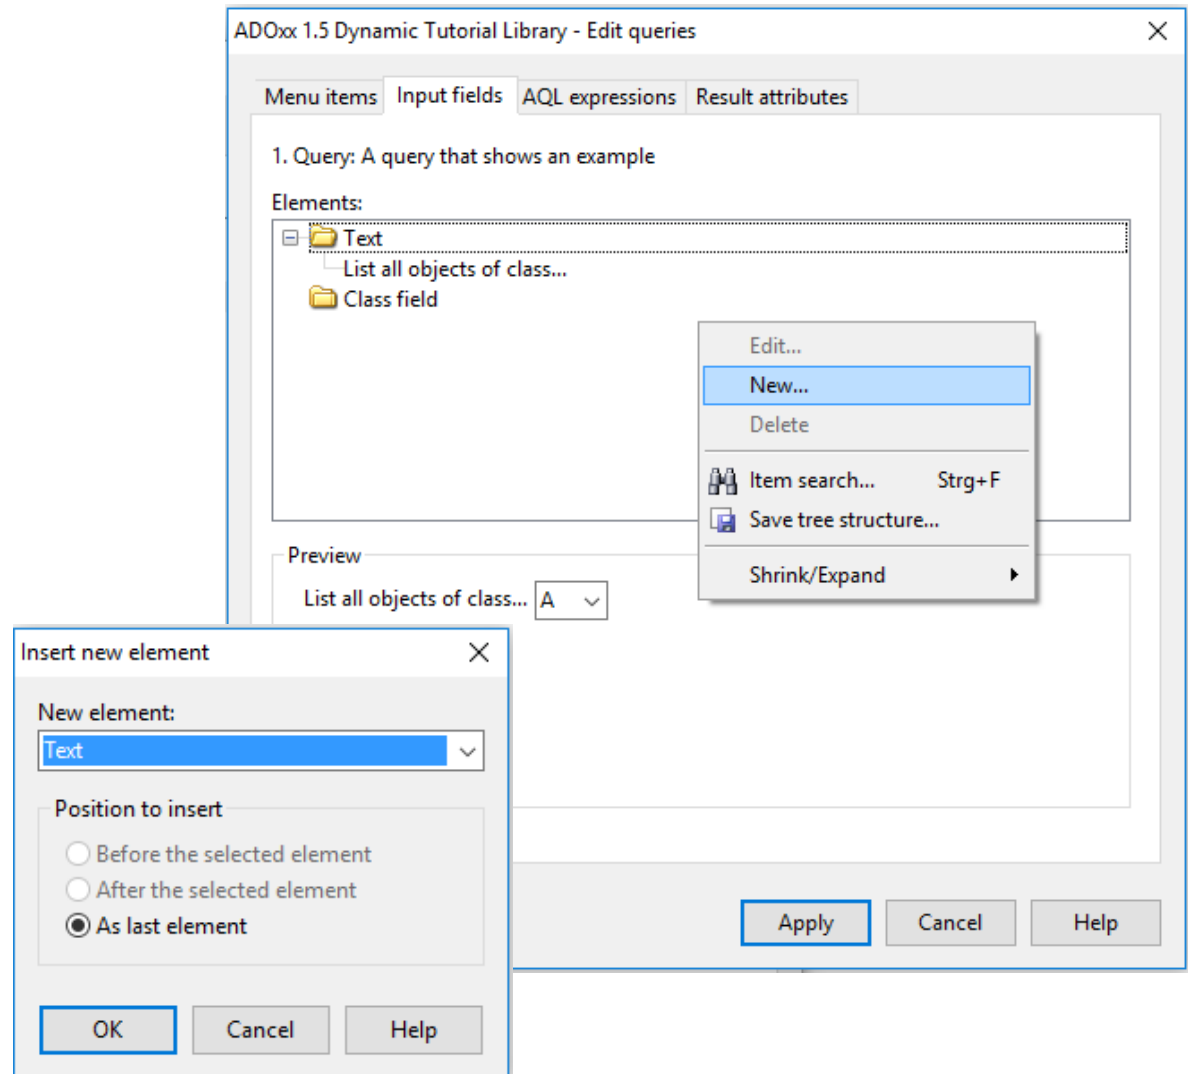 ADOxx 1.5 Dynamic Tutorial Library - Edit queries
Menu items Input fields AQL expressions Result attributes
1. Query: A query that shows an example
Elements:
Text
List all objects of class...
Class field
Edit...
New...
Delete
Item search... Strg+F
Save tree structure...
Shrink/Expand
Preview
List all objects of class... A
Apply Cancel Help
Insert new element
New element:
Text
Position to insert
Before the selected element
After the selected element
As last element
OK Cancel Help